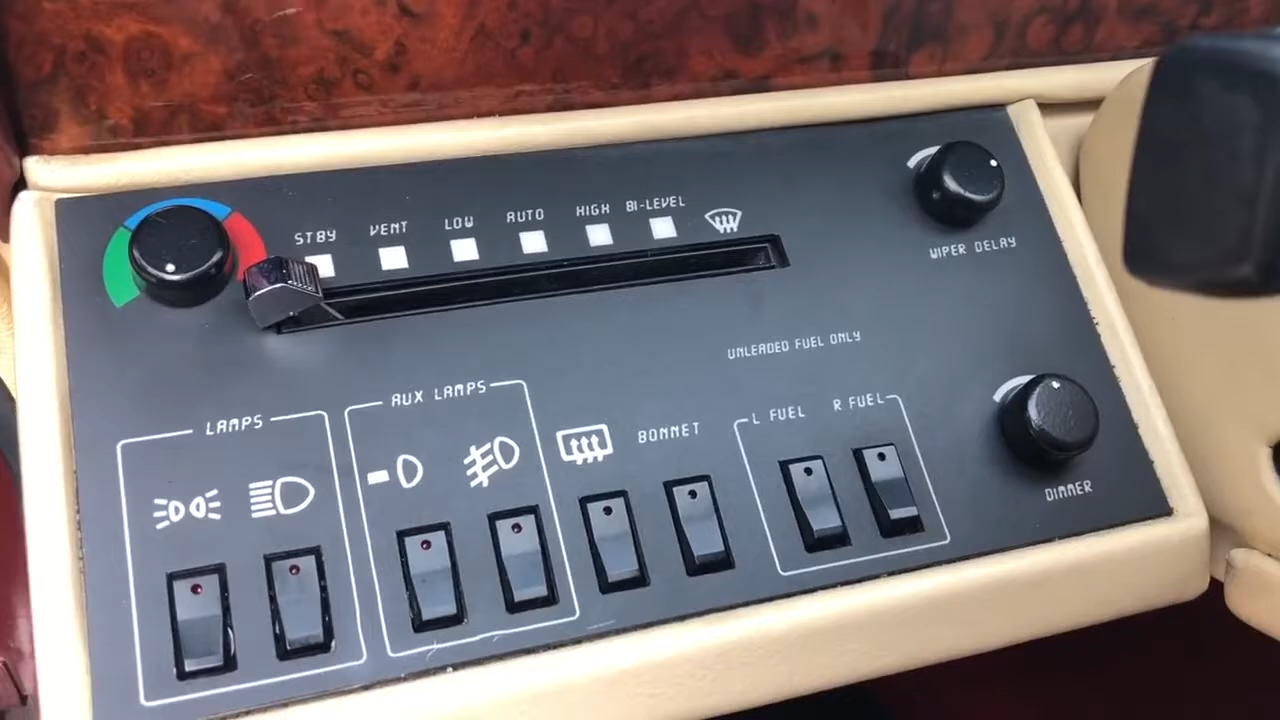 STBY
VENT
LOW
AUTO
HIGH
BI-LEVEL
WIPER DELAY
UNLEADED FUEL ONLY
LAMPS
AUX LAMPS
BONNET
L FUEL
R FUEL
DIMMER